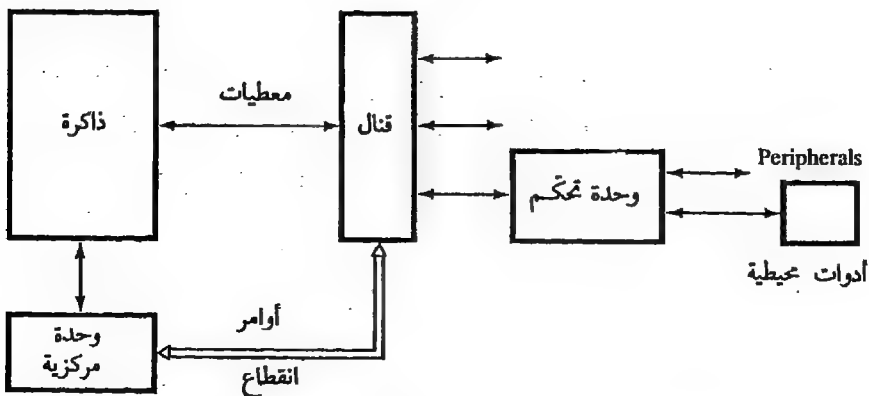 معطيات
ذاكرة
قنال
Peripherals
وحدة تحكّم
أدوات محيطية
أوامر
وحدة
مركزية
انقطاع